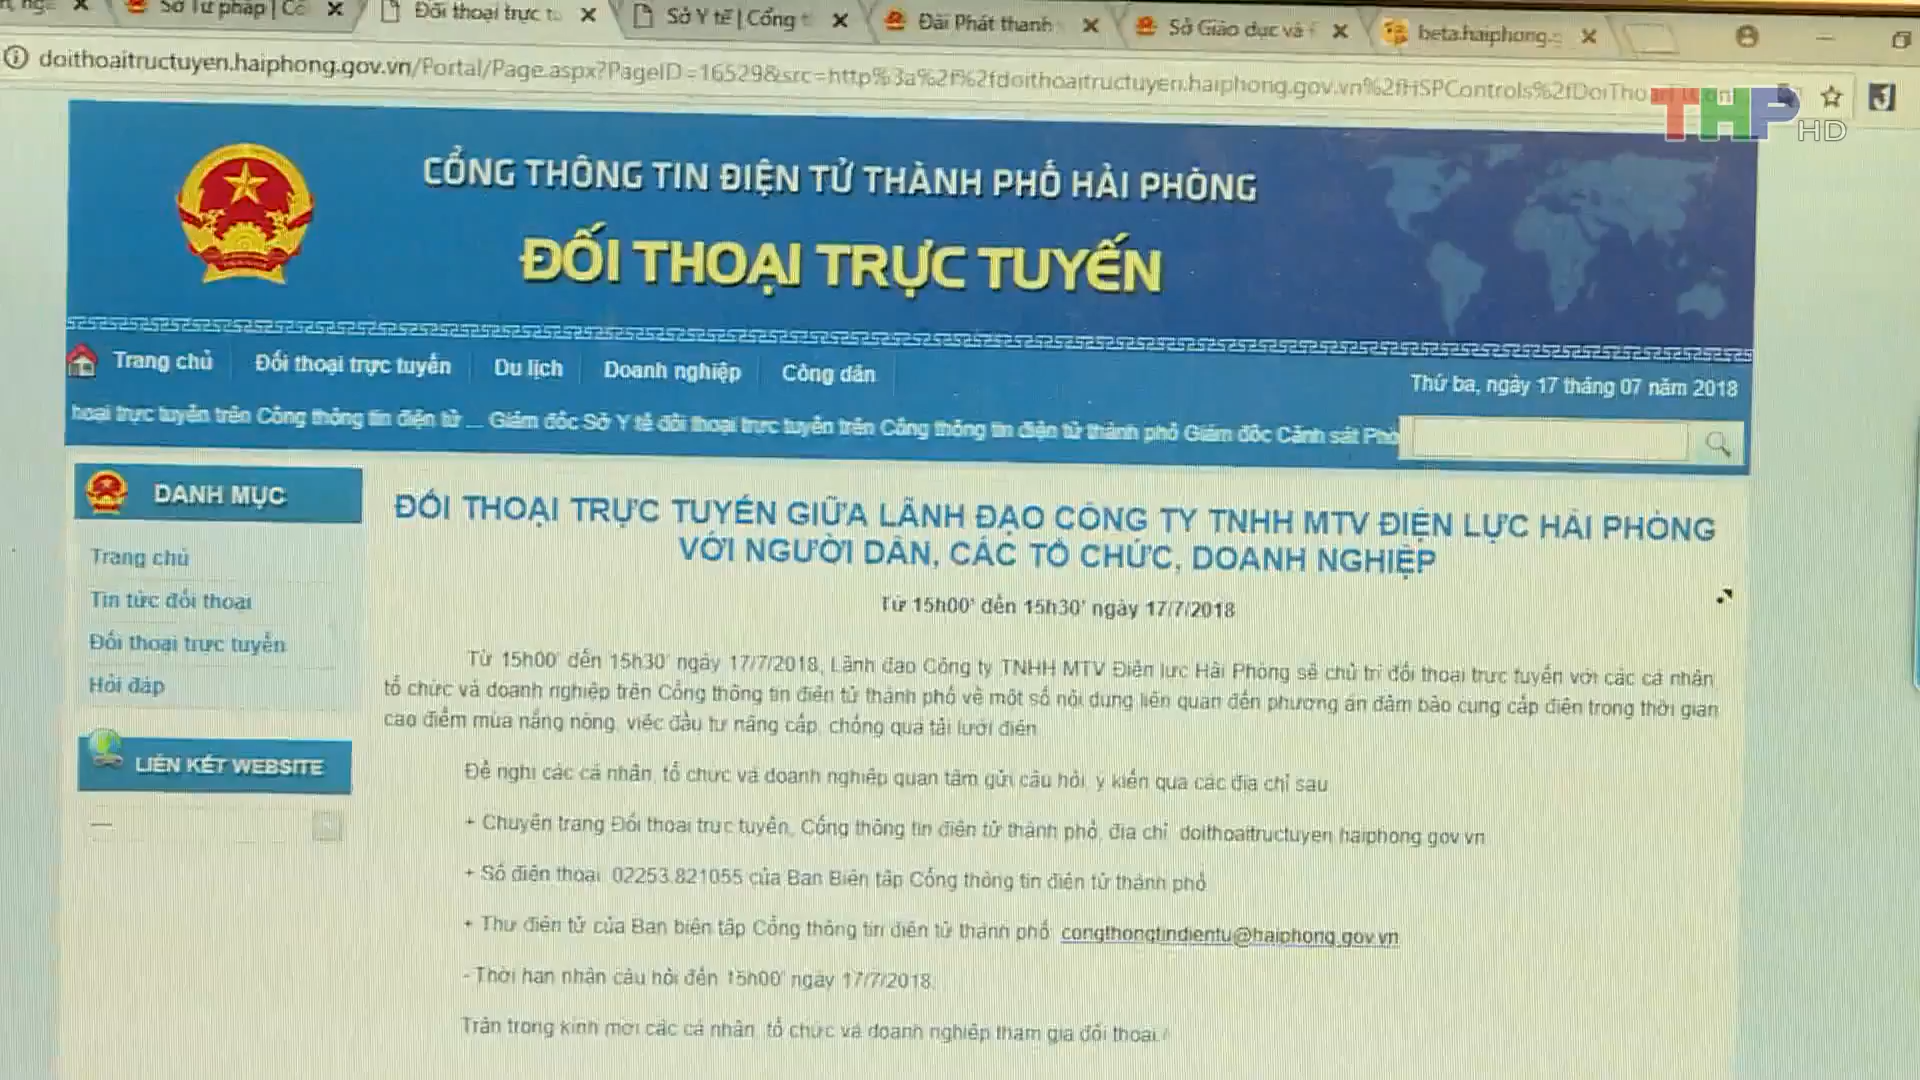 Sở Tư pháp | Cổ
Đối thoại trực tu
Sở Y tế | Cổng t
Đài Phát thanh
Sở Giáo dục và
beta.haiphong.g
doithoaitructuyen.haiphong.gov.vn/Portal/Page.aspx?PageID=16529&src=http%3a%2f%2fdoithoaitructuyen.haiphong.gov.vn%2fHSPControls%2fDoiThoai
THP HD
CỔNG THÔNG TIN ĐIỆN TỬ THÀNH PHỐ HẢI PHÒNG
ĐỐI THOẠI TRỰC TUYẾN
Trang chủ Đối thoại trực tuyến Du lịch Doanh nghiệp Công dân
Thứ ba, ngày 17 tháng 07 năm 2018
hoại trực tuyến trên Cổng thông tin điện tử ... Giám đốc Sở Y tế đối thoại trực tuyến trên Cổng thông tin điện tử thành phố Giám đốc Cảnh sát Phò
DANH MỤC
Trang chủ
Tin tức đối thoại
Đối thoại trực tuyến
Hỏi đáp
LIÊN KẾT WEBSITE
ĐỐI THOẠI TRỰC TUYẾN GIỮA LÃNH ĐẠO CÔNG TY TNHH MTV ĐIỆN LỰC HẢI PHÒNG
VỚI NGƯỜI DÂN, CÁC TỔ CHỨC, DOANH NGHIỆP
Từ 15h00' đến 15h30' ngày 17/7/2018
Từ 15h00' đến 15h30' ngày 17/7/2018, Lãnh đạo Công ty TNHH MTV Điện lực Hải Phòng sẽ chủ trì đối thoại trực tuyến với các cá nhân,
tổ chức và doanh nghiệp trên Cổng thông tin điện tử thành phố về một số nội dung liên quan đến phương án đảm bảo cung cấp điện trong thời gian
cao điểm mùa nắng nóng, việc đầu tư nâng cấp, chống quá tải lưới điện
Đề nghị các cá nhân, tổ chức và doanh nghiệp quan tâm gửi câu hỏi, ý kiến qua các địa chỉ sau
+ Chuyên trang Đối thoại trực tuyến, Cổng thông tin điện tử thành phố, địa chỉ: doithoaitructuyen.haiphong.gov.vn
+ Số điện thoại: 02253.821055 của Ban Biên tập Cổng thông tin điện tử thành phố
+ Thư điện tử của Ban biên tập Cổng thông tin điện tử thành phố: congthongtindientu@haiphong.gov.vn
- Thời hạn nhận câu hỏi đến 15h00' ngày 17/7/2018.
Trân trọng kính mời các cá nhân, tổ chức và doanh nghiệp tham gia đối thoại./